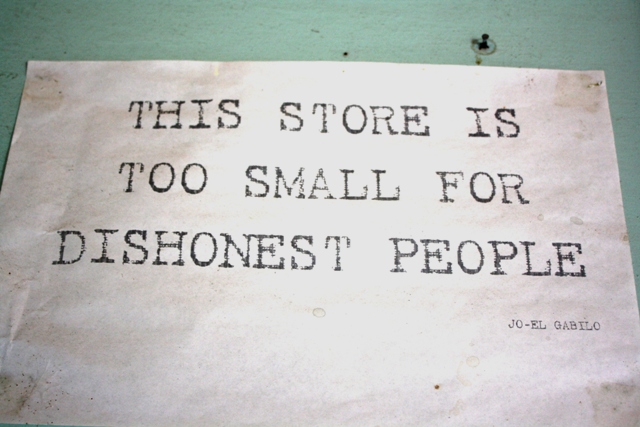 THIS STORE IS
TOO SMALL FOR
DISHONEST PEOPLE
JO-EL GABILO